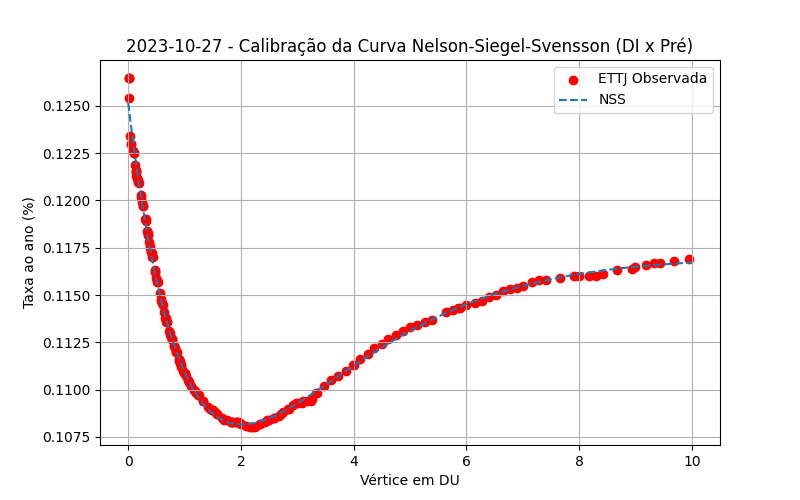 2023-10-27 - Calibração da Curva Nelson-Siegel-Svensson (DI x Pré)
ETTJ Observada
NSS
Taxa ao ano (%)
0.1250
0.1225
0.1200
0.1175
0.1150
0.1125
0.1100
0.1075
0 2 4 6 8 10
Vértice em DU